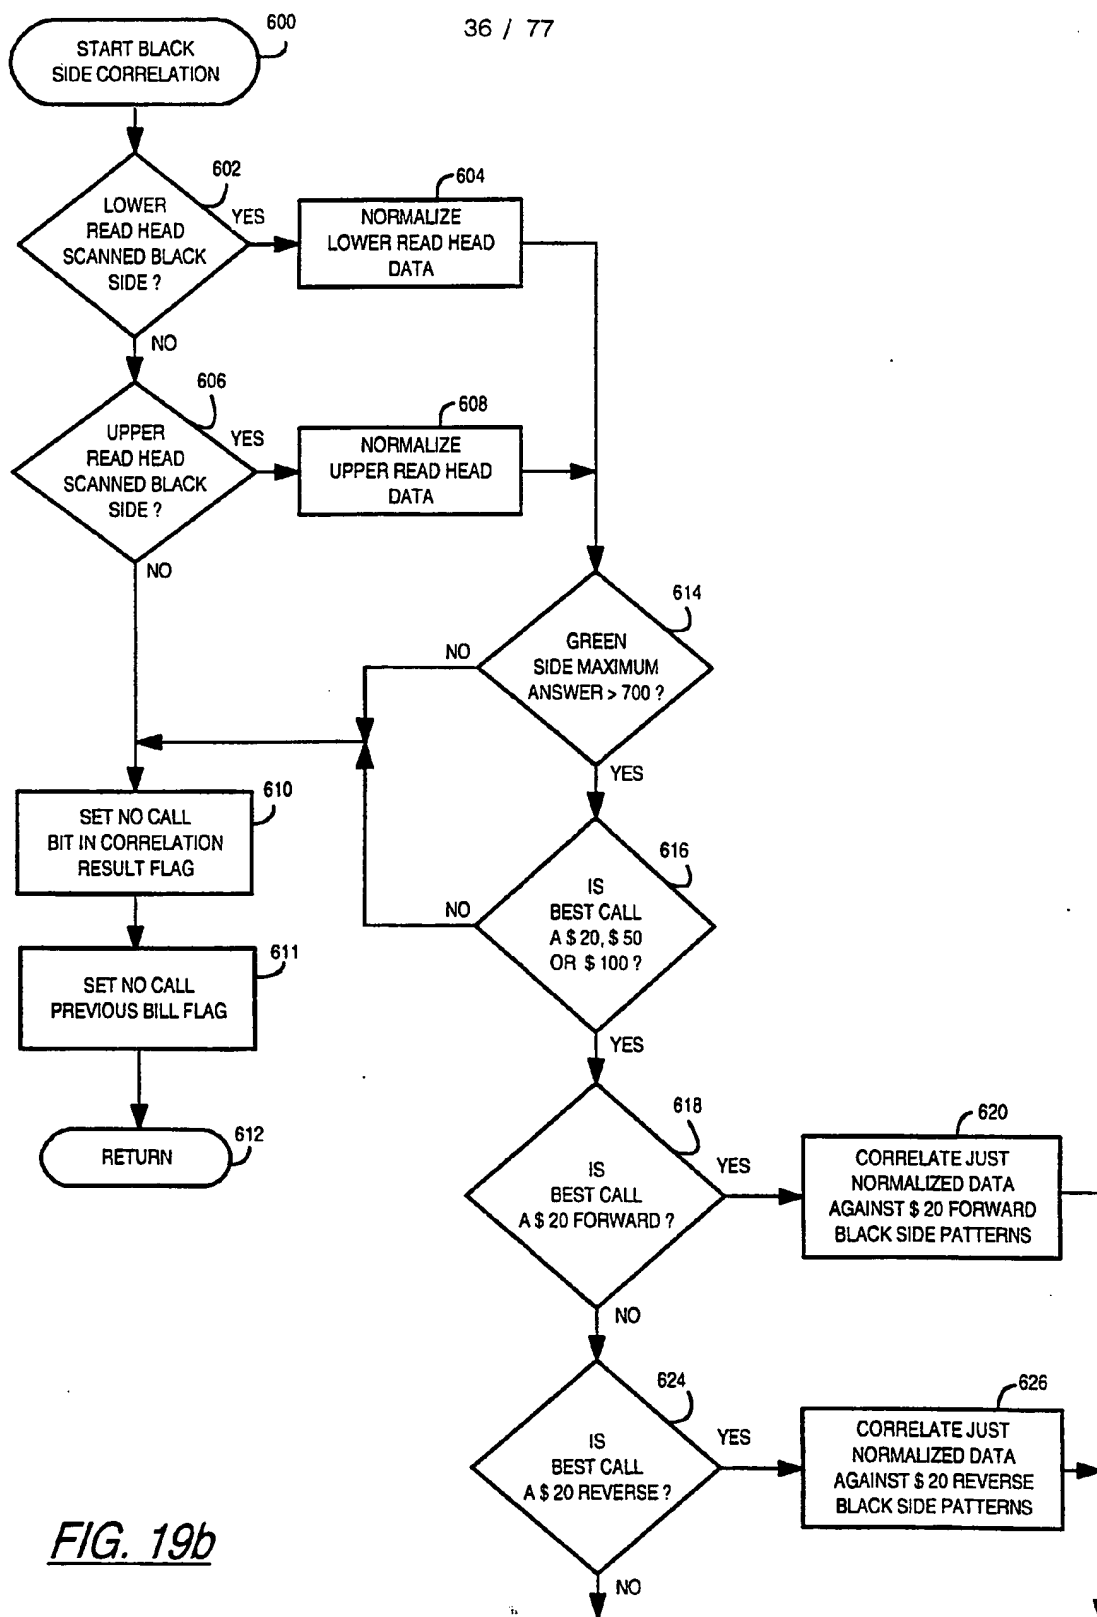 36 / 77
START BLACK
SIDE CORRELATION
600
LOWER
READ HEAD
SCANNED BLACK
SIDE ?
602
YES
NO
NORMALIZE
LOWER READ HEAD
DATA
604
UPPER
READ HEAD
SCANNED BLACK
SIDE ?
606
YES
NO
NORMALIZE
UPPER READ HEAD
DATA
608
GREEN
SIDE MAXIMUM
ANSWER > 700 ?
614
NO
YES
SET NO CALL
BIT IN CORRELATION
RESULT FLAG
610
IS
BEST CALL
A $ 20, $ 50
OR $ 100 ?
616
NO
YES
SET NO CALL
PREVIOUS BILL FLAG
611
RETURN
612
IS
BEST CALL
A $ 20 FORWARD ?
618
YES
NO
CORRELATE JUST
NORMALIZED DATA
AGAINST $ 20 FORWARD
BLACK SIDE PATTERNS
620
IS
BEST CALL
A $ 20 REVERSE ?
624
YES
NO
CORRELATE JUST
NORMALIZED DATA
AGAINST $ 20 REVERSE
BLACK SIDE PATTERNS
626
FIG. 19b